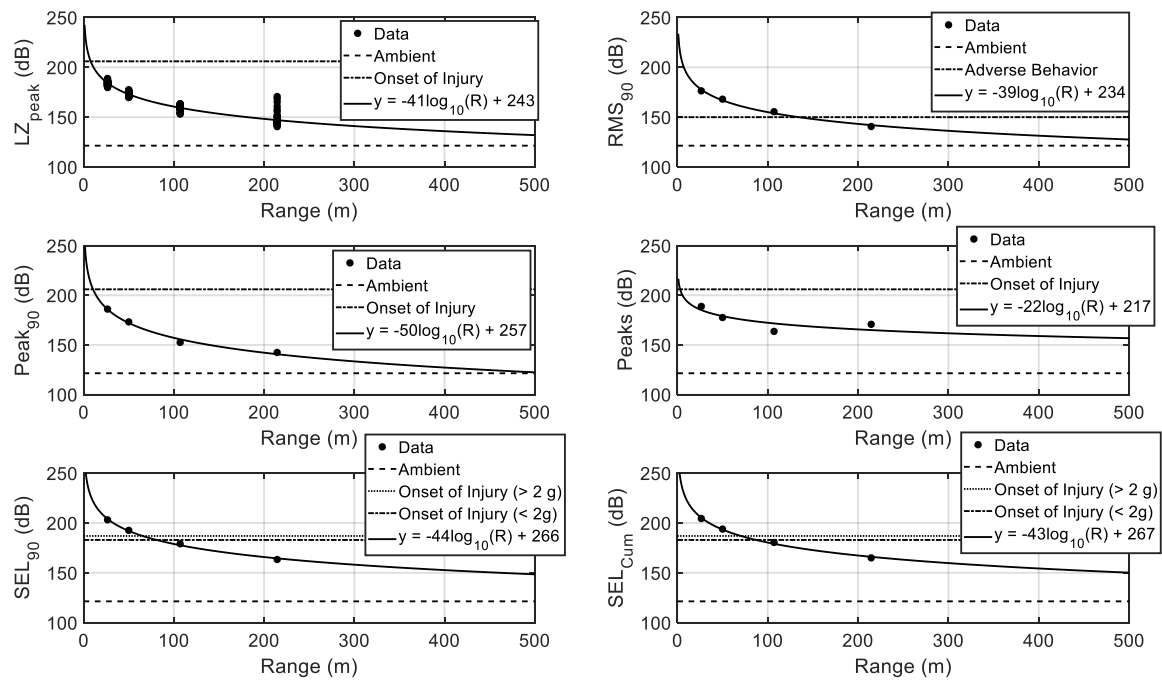 250
200
150
100
LZpeak (dB)
0 100 200 300 400 500
Range (m)
Data
Ambient
Onset of Injury
y = -41log10(R) + 243
250
200
150
100
RMS90 (dB)
0 100 200 300 400 500
Range (m)
Data
Ambient
Adverse Behavior
y = -39log10(R) + 234
250
200
150
100
Peak90 (dB)
0 100 200 300 400 500
Range (m)
Data
Ambient
Onset of Injury
y = -50log10(R) + 257
250
200
150
100
Peaks (dB)
0 100 200 300 400 500
Range (m)
Data
Ambient
Onset of Injury
y = -22log10(R) + 217
250
200
150
100
SEL90 (dB)
0 100 200 300 400 500
Range (m)
Data
Ambient
Onset of Injury (> 2 g)
Onset of Injury (< 2g)
y = -44log10(R) + 266
250
200
150
100
SELCum (dB)
0 100 200 300 400 500
Range (m)
Data
Ambient
Onset of Injury (> 2 g)
Onset of Injury (< 2g)
y = -43log10(R) + 267